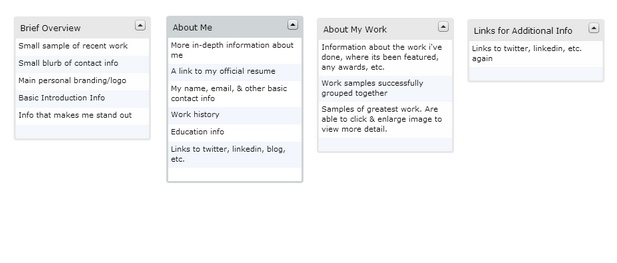 Brief Overview
Small sample of recent work
Small blurb of contact info
Main personal branding/logo
Basic Introduction Info
Info that makes me stand out
About Me
More in-depth information about
me
A link to my official resume
My name, email, & other basic
contact info
Work history
Education info
Links to twitter, linkedin, blog,
etc.
About My Work
Information about the work i've
done, where its been featured,
any awards, etc.
Work samples successfully
grouped together
Samples of greatest work. Are
able to click & enlarge image to
view more detail.
Links for Additional Info
Links to twitter, linkedin, etc.
again